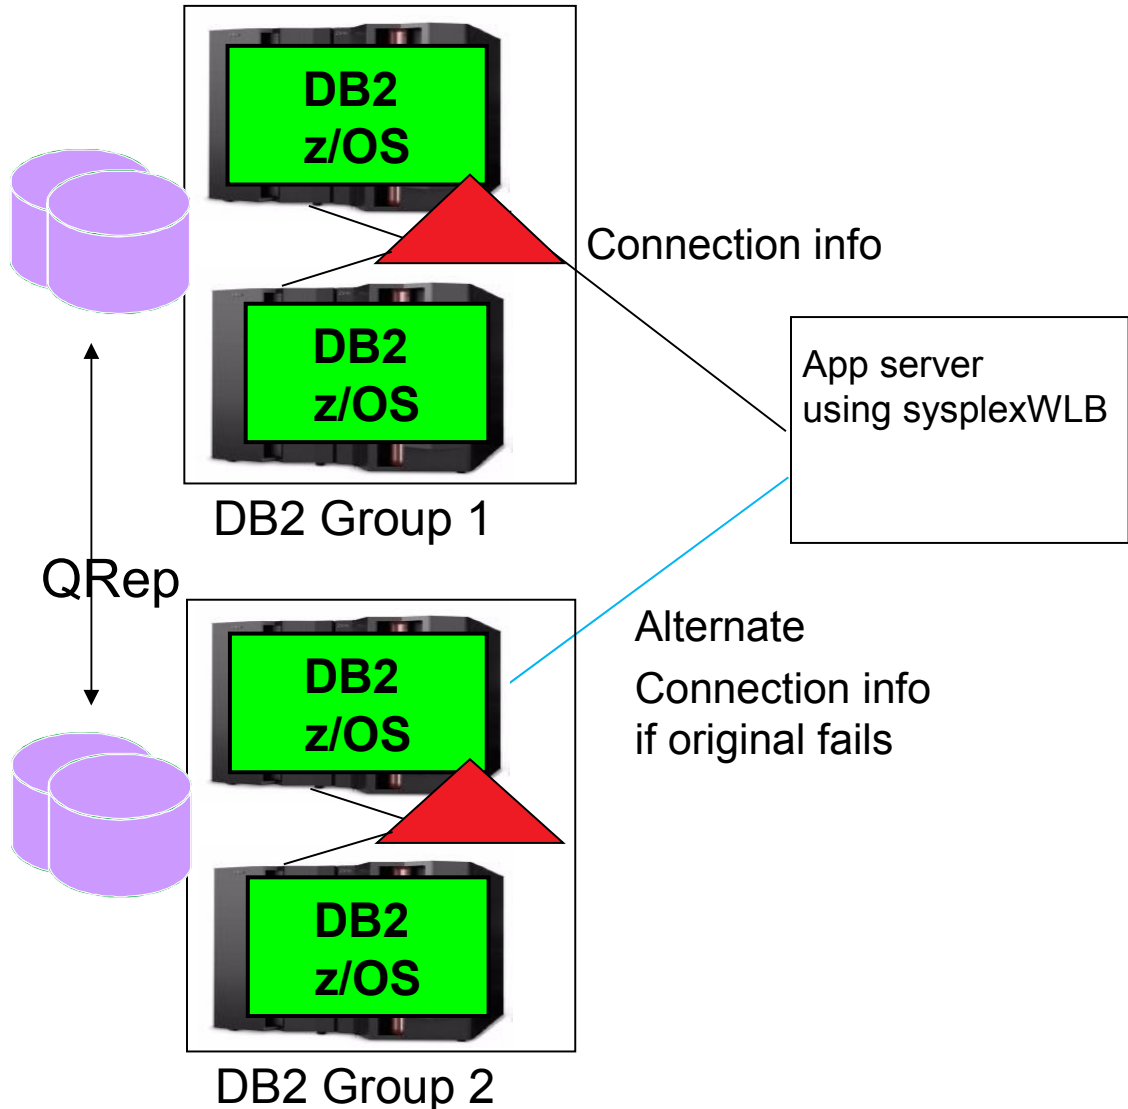 DB2
z/OS
Connection info
DB2
z/OS
App server
using sysplexWLB
DB2 Group 1
QRep
DB2
z/OS
Alternate
Connection info
if original fails
DB2
z/OS
DB2 Group 2